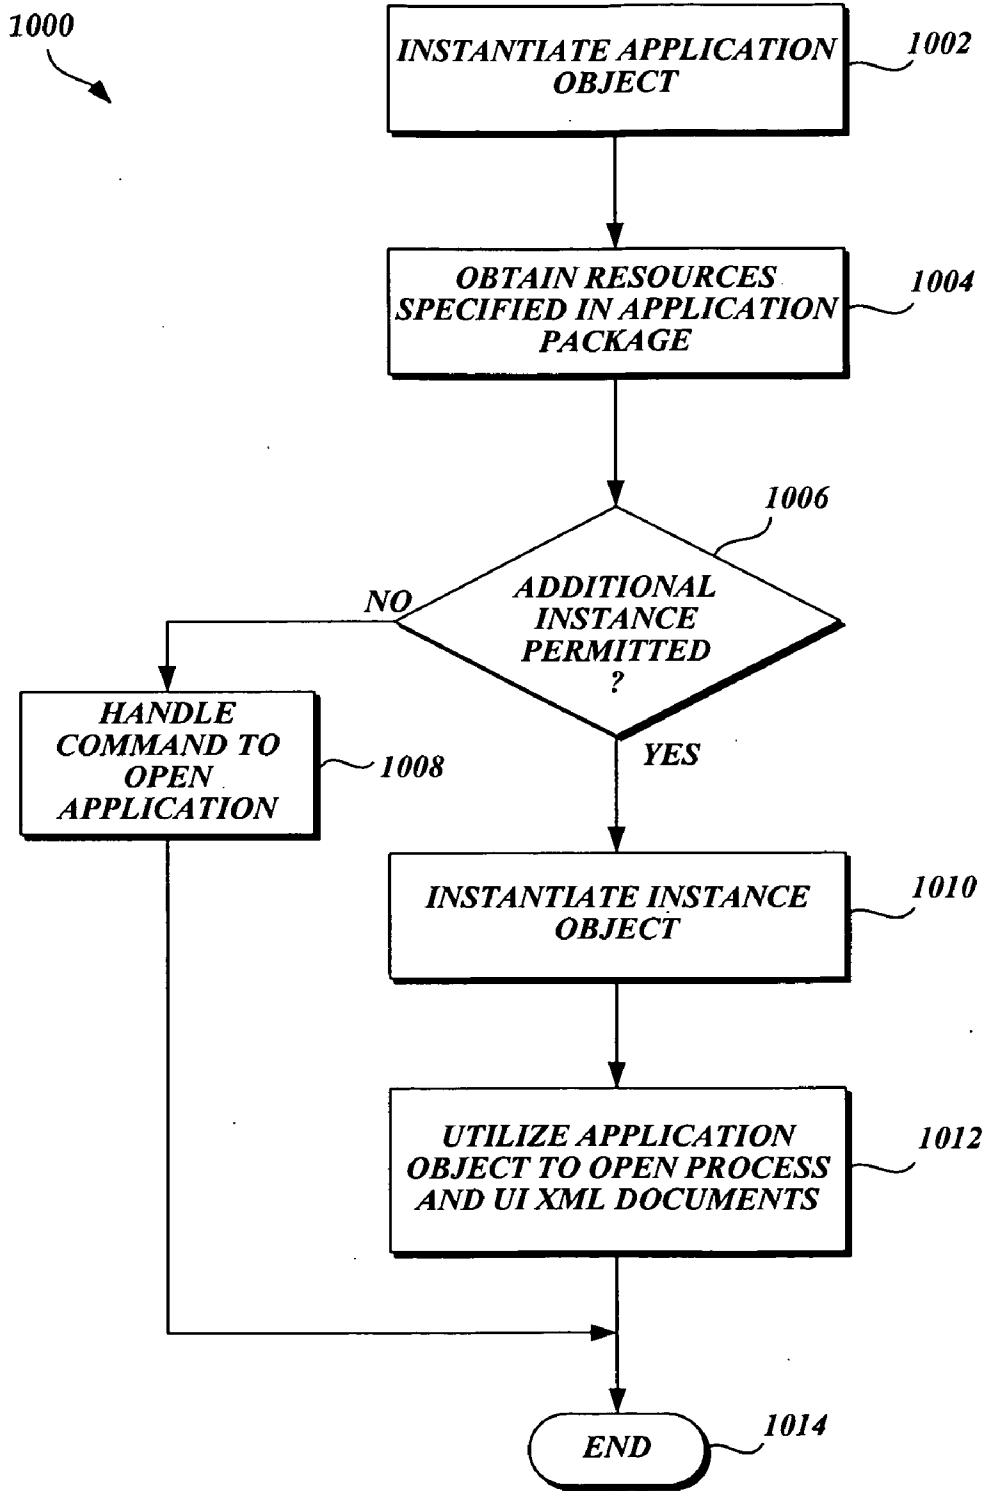 1000
INSTANTIATE APPLICATION
OBJECT
1002
OBTAIN RESOURCES
SPECIFIED IN APPLICATION
PACKAGE
1004
1006
ADDITIONAL
INSTANCE
PERMITTED
?
NO
YES
HANDLE
COMMAND TO
OPEN
APPLICATION
1008
INSTANTIATE INSTANCE
OBJECT
1010
UTILIZE APPLICATION
OBJECT TO OPEN PROCESS
AND UI XML DOCUMENTS
1012
END
1014